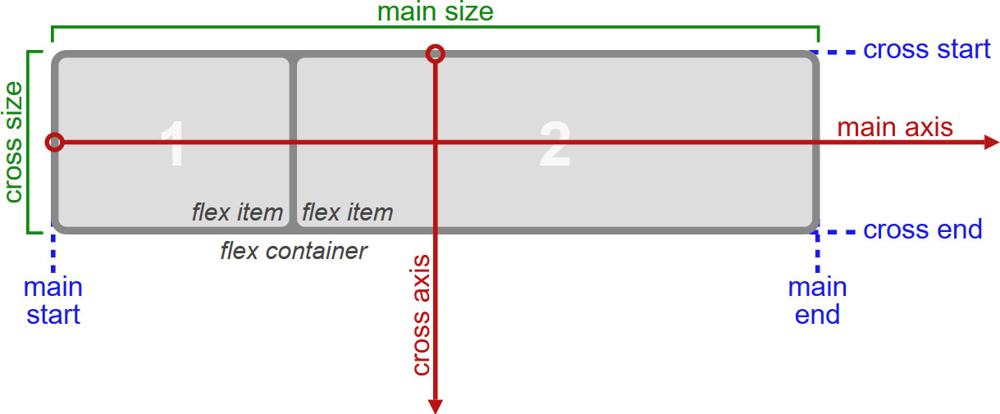 main size
cross start
cross size
1
2
main axis
flex item
flex item
cross end
flex container
cross axis
main
start
main
end